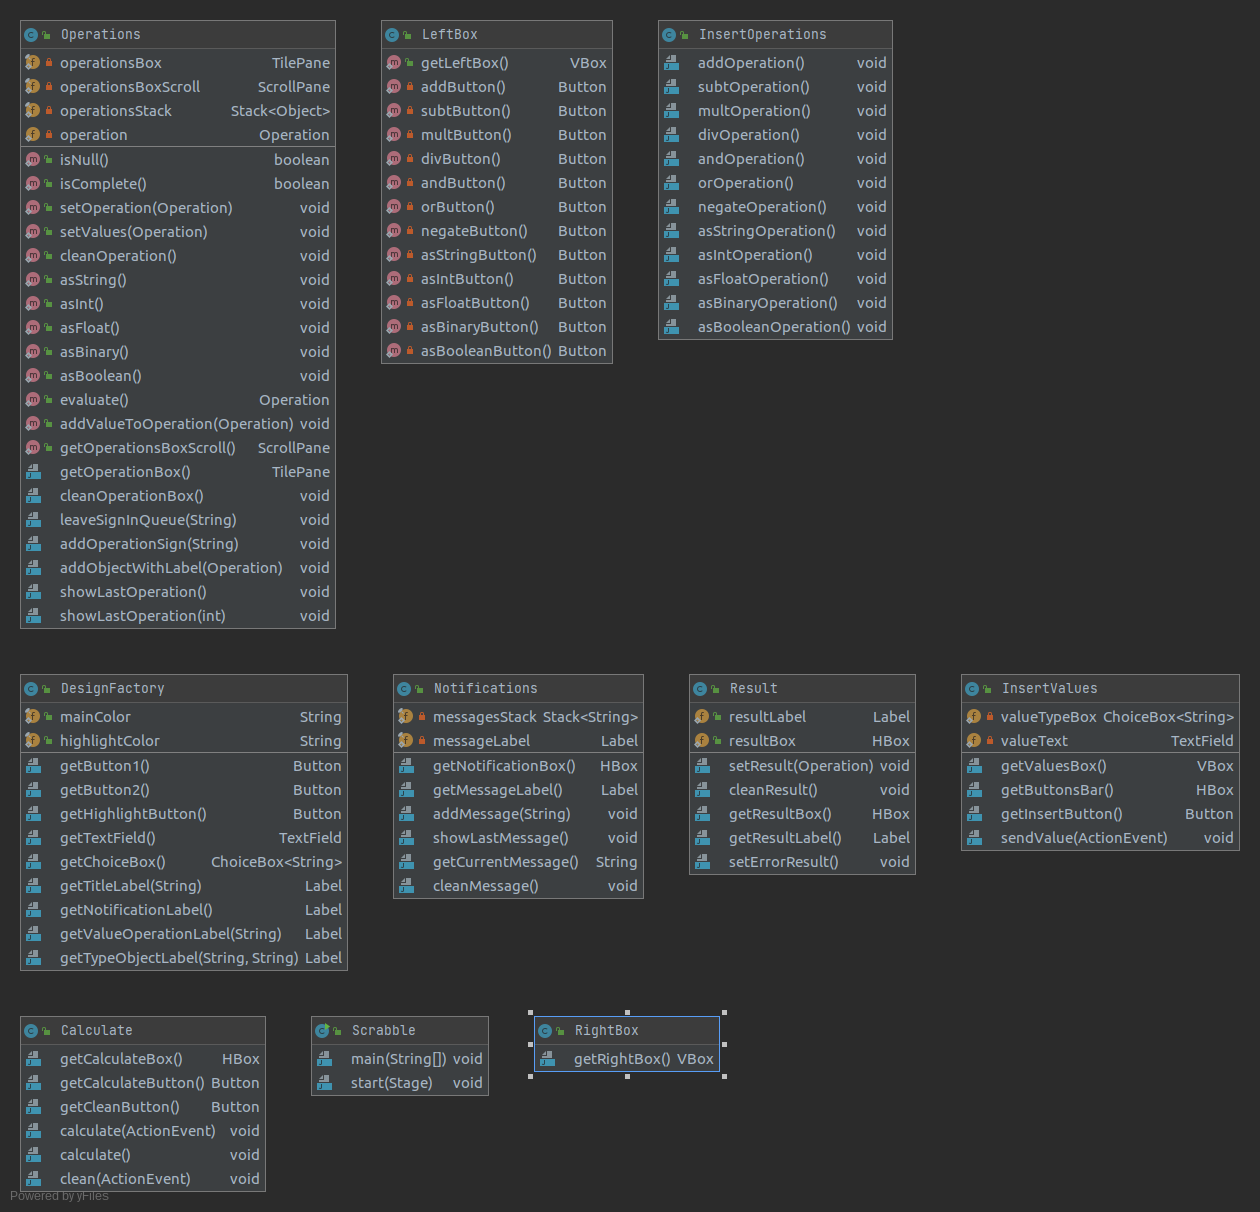 Operations
operationsBox TilePane
operationsBoxScroll ScrollPane
operationsStack Stack<Object>
operation Operation
isNull() boolean
isComplete() boolean
setOperation(Operation) void
setValues(Operation) void
cleanOperation() void
asString() void
asInt() void
asFloat() void
asBinary() void
asBoolean() void
evaluate() Operation
addValueToOperation(Operation) void
getOperationsBoxScroll() ScrollPane
getOperationBox() TilePane
cleanOperationBox() void
leaveSignInQueue(String) void
addOperationSign(String) void
addObjectWithLabel(Operation) void
showLastOperation() void
showLastOperation(int) void
LeftBox
getLeftBox() VBox
addButton() Button
subtButton() Button
multButton() Button
divButton() Button
andButton() Button
orButton() Button
negateButton() Button
asStringButton() Button
asIntButton() Button
asFloatButton() Button
asBinaryButton() Button
asBooleanButton() Button
InsertOperations
addOperation() void
subtOperation() void
multOperation() void
divOperation() void
andOperation() void
orOperation() void
negateOperation() void
asStringOperation() void
asIntOperation() void
asFloatOperation() void
asBinaryOperation() void
asBooleanOperation() void
DesignFactory
mainColor String
highlightColor String
getButton1() Button
getButton2() Button
getHighlightButton() Button
getTextField() TextField
getChoiceBox() ChoiceBox<String>
getTitleLabel(String) Label
getNotificationLabel() Label
getValueOperationLabel(String) Label
getTypeObjectLabel(String, String) Label
Notifications
messagesStack Stack<String>
messageLabel Label
getNotificationBox() HBox
getMessageLabel() Label
addMessage(String) void
showLastMessage() void
getCurrentMessage() String
cleanMessage() void
Result
resultLabel Label
resultBox HBox
setResult(Operation) void
cleanResult() void
getResultBox() HBox
getResultLabel() Label
setErrorResult() void
InsertValues
valueTypeBox ChoiceBox<String>
valueText TextField
getValuesBox() VBox
getButtonsBar() HBox
getInsertButton() Button
sendValue(ActionEvent) void
Calculate
getCalculateBox() HBox
getCalculateButton() Button
getCleanButton() Button
calculate(ActionEvent) void
calculate() void
clean(ActionEvent) void
Scrabble
main(String[]) void
start(Stage) void
RightBox
getRightBox() VBox
Powered by yFiles